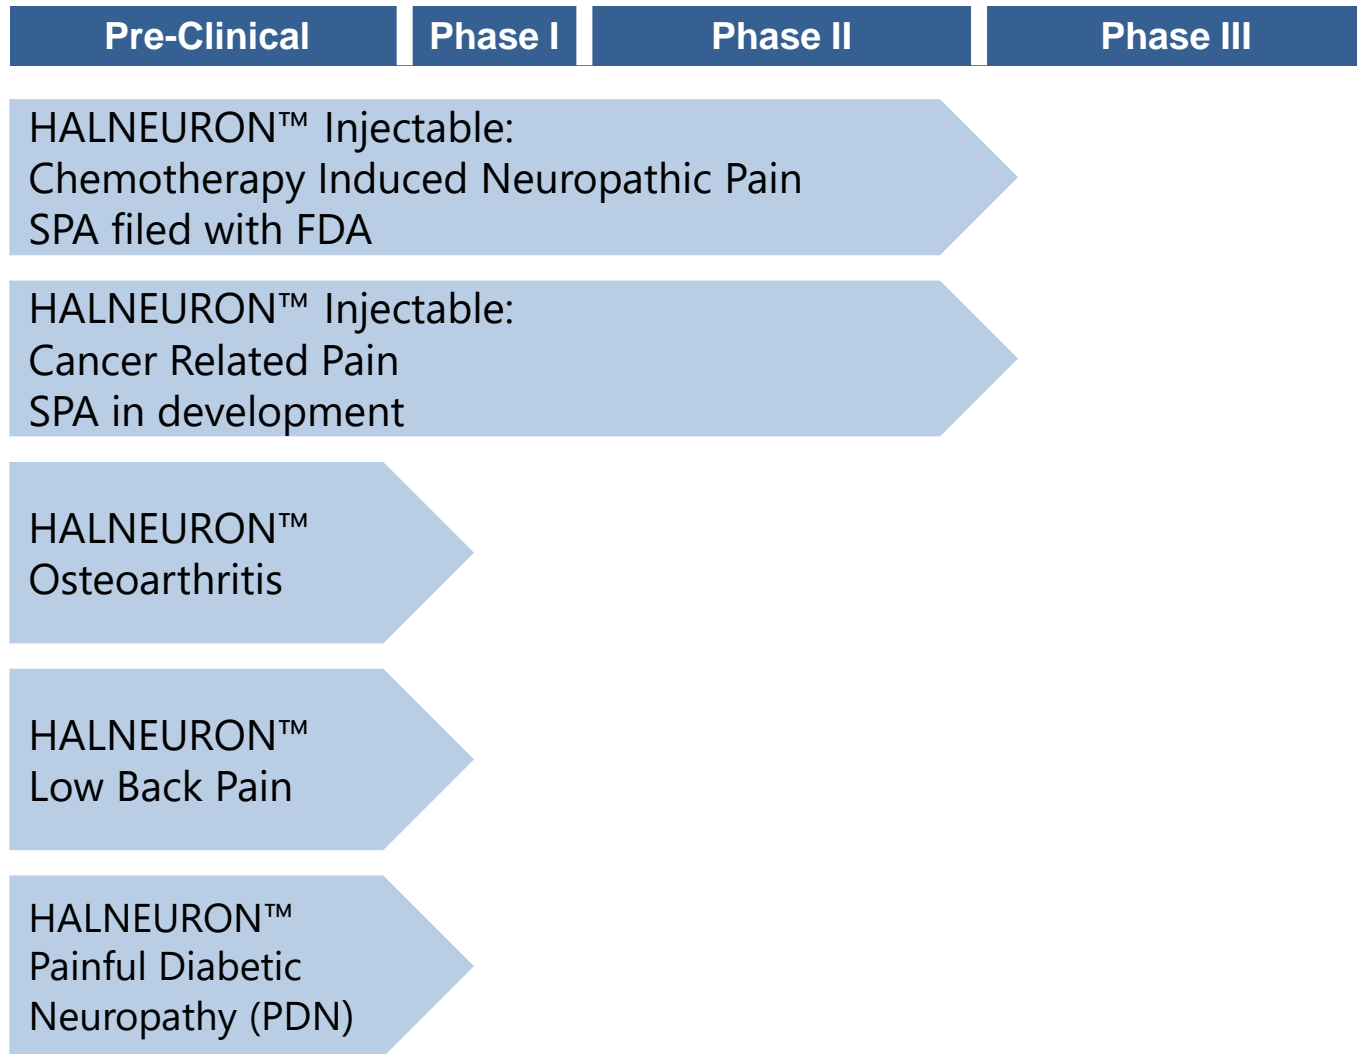 Pre-Clinical Phase I Phase II Phase III
HALNEURON™ Injectable:
Chemotherapy Induced Neuropathic Pain
SPA filed with FDA
HALNEURON™ Injectable:
Cancer Related Pain
SPA in development
HALNEURON™
Osteoarthritis
HALNEURON™
Low Back Pain
HALNEURON™
Painful Diabetic
Neuropathy (PDN)